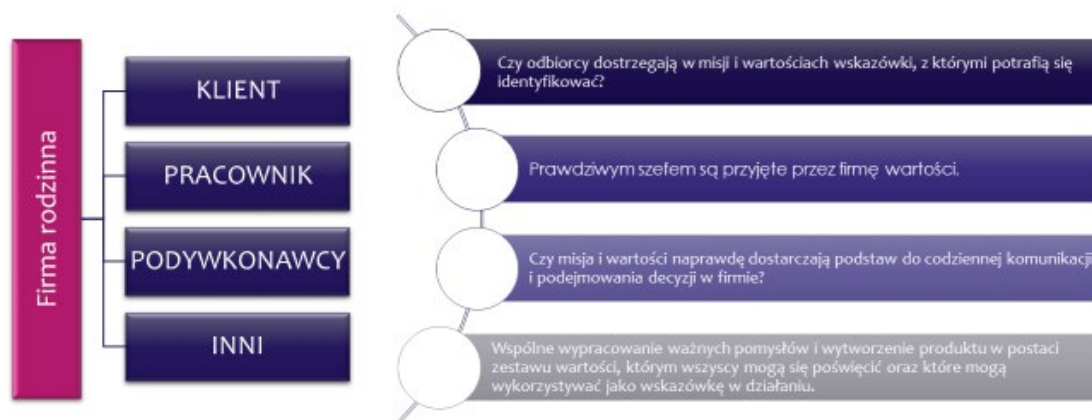 Firma rodzinna
KLIENT
PRACOWNIK
PODYWKONAWCY
INNI
Czy odbiorcy dostrzegają w misji i wartościach wskazówki, z którymi potrafią się
identyfikować?
Prawdziwym szefem są przyjęte przez firmę wartości.
Czy misja i wartości naprawdę dostarczają podstaw do codziennej komunikacji
i podejmowania decyzji w firmie?
Wspólne wypracowanie ważnych pomysłów i wytworzenie produktu w postaci
zestawu wartości, którym wszyscy mogą się poświęcić oraz które mogą
wykorzystywać jako wskazówkę w działaniu.